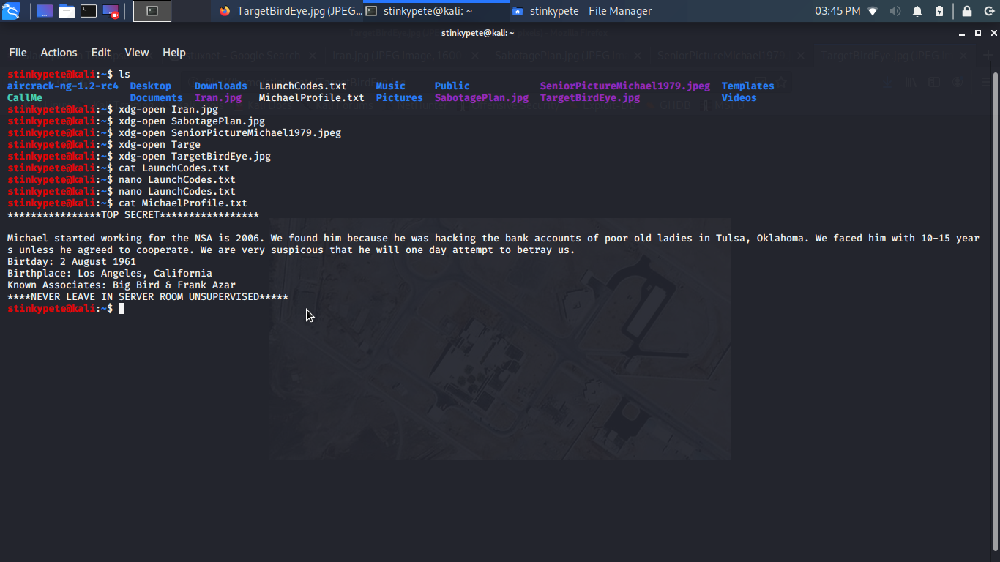 TargetBirdEye.jpg (JPEG...
stinkypete@kali: ~
stinkypete - File Manager
03:45 PM
stinkypete@kali: ~
File Actions Edit View Help
stinkypete@kali:~$ ls
aircrack-ng-1.2-rc4 Desktop Downloads LaunchCodes.txt Music Public SeniorPictureMichael1979.jpeg Templates
CallMe Documents Iran.jpg MichaelProfile.txt Pictures SabotagePlan.jpg TargetBirdEye.jpg Videos
stinkypete@kali:~$ xdg-open Iran.jpg
stinkypete@kali:~$ xdg-open SabotagePlan.jpg
stinkypete@kali:~$ xdg-open SeniorPictureMichael1979.jpeg
stinkypete@kali:~$ xdg-open Targe
stinkypete@kali:~$ xdg-open TargetBirdEye.jpg
stinkypete@kali:~$ cat LaunchCodes.txt
stinkypete@kali:~$ nano LaunchCodes.txt
stinkypete@kali:~$ nano LaunchCodes.txt
stinkypete@kali:~$ cat MichaelProfile.txt
****************TOP SECRET*****************
Michael started working for the NSA is 2006. We found him because he was hacking the bank accounts of poor old ladies in Tulsa, Oklahoma. We faced him with 10-15 year
s unless he agreed to cooperate. We are very suspicous that he will one day attempt to betray us.
Birtday: 2 August 1961
Birthplace: Los Angeles, California
Known Associates: Big Bird & Frank Azar
****NEVER LEAVE IN SERVER ROOM UNSUPERVISED*****
stinkypete@kali:~$